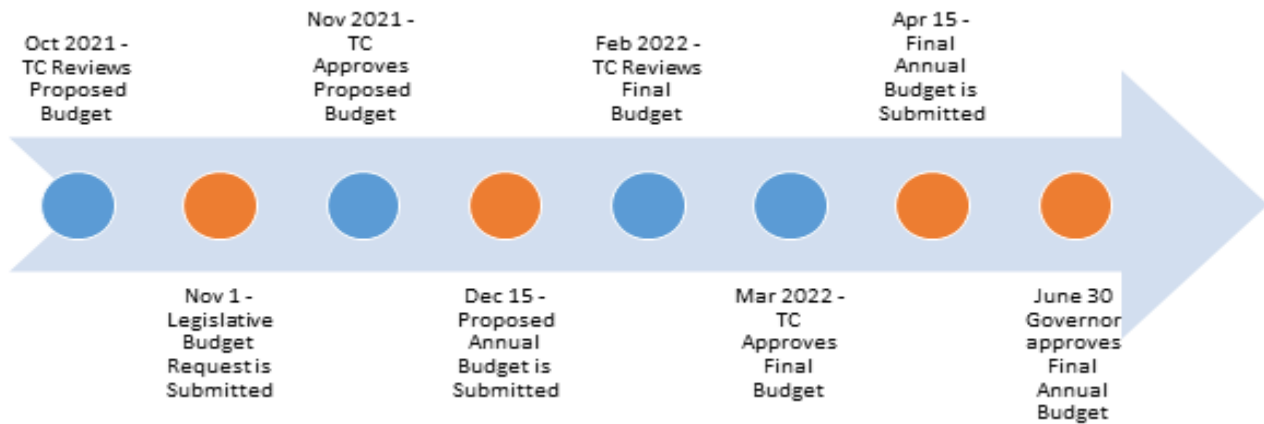 Oct 2021 -
TC Reviews
Proposed
Budget
Nov 1 -
Legislative
Budget
Request is
Submitted
Nov 2021 -
TC
Approves
Proposed
Budget
Dec 15 -
Proposed
Annual
Budget is
Submitted
Feb 2022 -
TC Reviews
Final
Budget
Mar 2022 -
TC
Approves
Final
Budget
Apr 15 -
Final
Annual
Budget is
Submitted
June 30
Governor
approves
Final
Annual
Budget